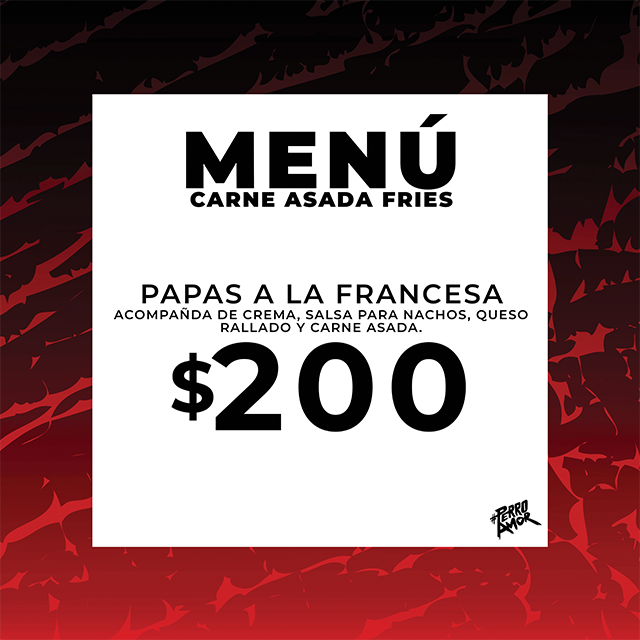 MENÚ
CARNE ASADA FRIES
PAPAS A LA FRANCESA
ACOMPAÑDA DE CREMA, SALSA PARA NACHOS, QUESO
RALLADO Y CARNE ASADA.
$200
#PERRO
AMOR